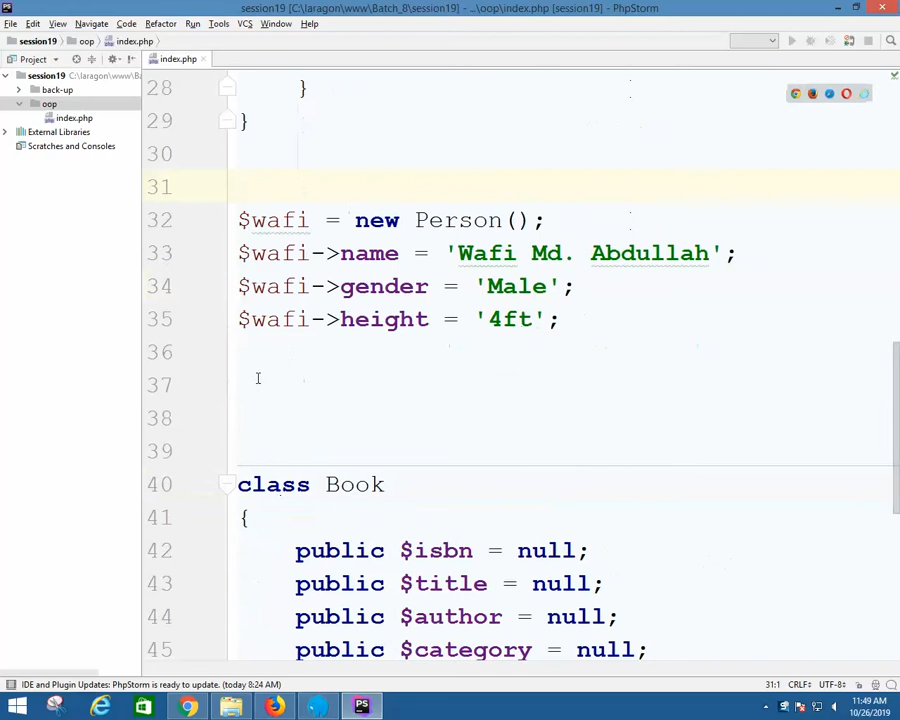 session19 [C:\laragon\www\Batch_8\session19] - ...\oop\index.php [session19] - PhpStorm
File Edit View Navigate Code Refactor Run Tools VCS Window Help
session19 oop index.php
Project
index.php
session19 C:\laragon\www\Batch_8\
back-up
oop
index.php
External Libraries
Scratches and Consoles
28 }
29 }
30
31
32 $wafi = new Person();
33 $wafi->name = 'Wafi Md. Abdullah';
34 $wafi->gender = 'Male';
35 $wafi->height = '4ft';
36
37
38
39
40 class Book
41 {
42 public $isbn = null;
43 public $title = null;
44 public $author = null;
45 public $category = null;
IDE and Plugin Updates: PhpStorm is ready to update. (today 8:24 AM)
31:1 CRLF UTF-8
11:49 AM
10/26/2019